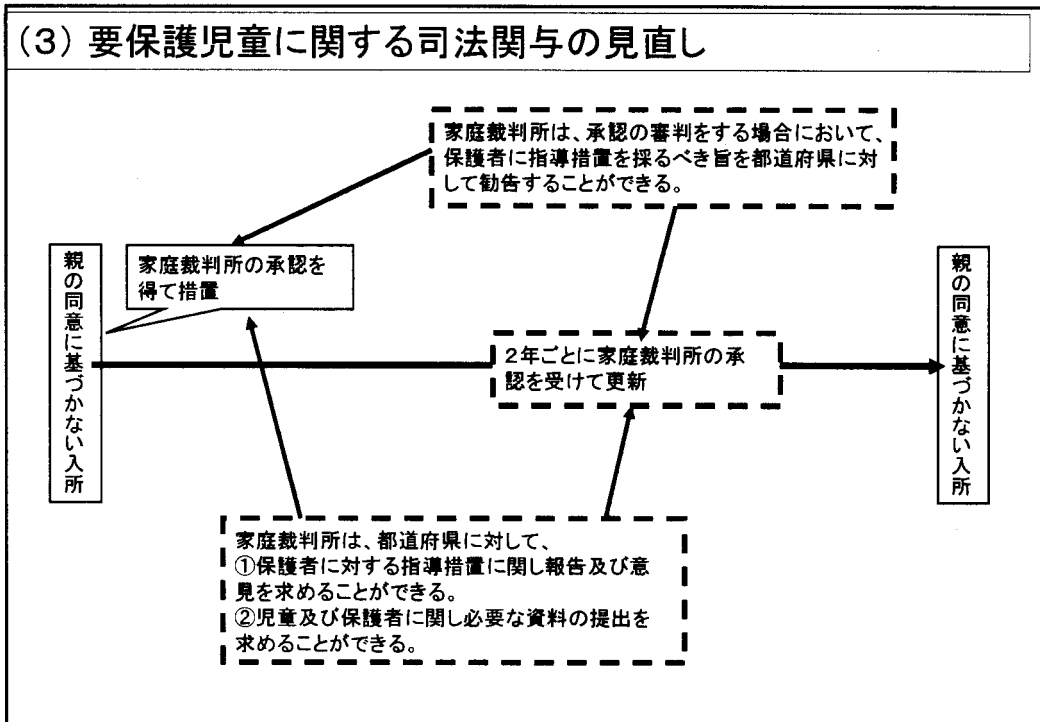 (3) 要保護児童に関する司法関与の見直し
家庭裁判所は、承認の審判をする場合において、
保護者に指導措置を採るべき旨を都道府県に対
して勧告することができる。
親の同意に基づかない入所
家庭裁判所の承認を
得て措置
2年ごとに家庭裁判所の承
認を受けて更新
親の同意に基づかない入所
家庭裁判所は、都道府県に対して、
①保護者に対する指導措置に関し報告及び意
見を求めることができる。
②児童及び保護者に関し必要な資料の提出を
求めることができる。